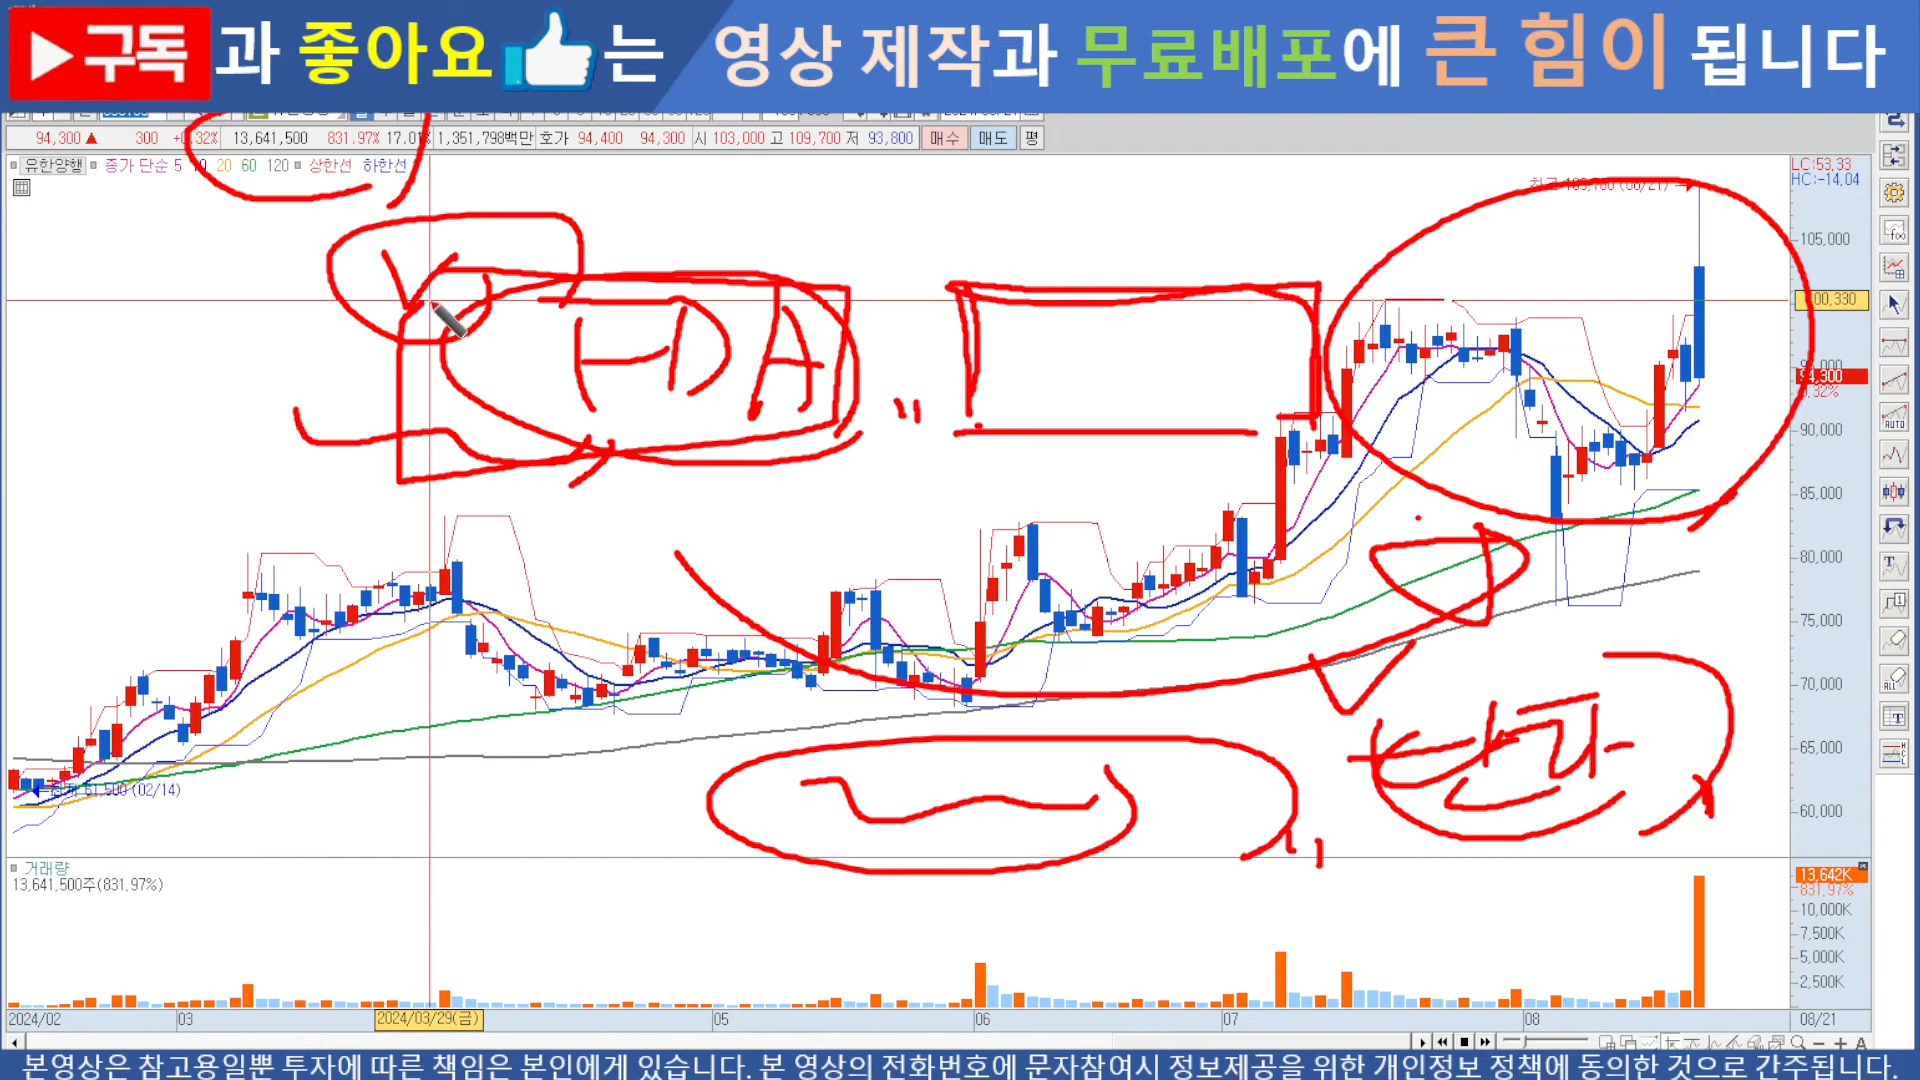 구독과 좋아요 는 영상 제작과 무료배포에 큰 힘이 됩니다
94,300▲ 300 +0.32% 13,641,500 831.97% 17.01% 1,351,798백만 호가 94,400 94,300 시 103,000 고 109,700 저 93,800 매수 매도 평
유한양행 종가 단순 5 20 60 120 상한선 하한선
LC:53,33
HC:-14,04
105,000
100,330
94,300
90,000
85,000
80,000
75,000
70,000
65,000
60,000
FDA
61,500 (02/14)
거래량
13,641,500주(831,97%)
13,642K
831,97%
10,000K
7,500K
5,000K
2,500K
2024/02 03 2024/03/29(금) 05 06 07 08 08/21
본영상은 참고용일뿐 투자에 따른 책임은 본인에게 있습니다. 본 영상의 전화번호에 문자참여시 정보제공을 위한 개인정보 정책에 동의한 것으로 간주됩니다.